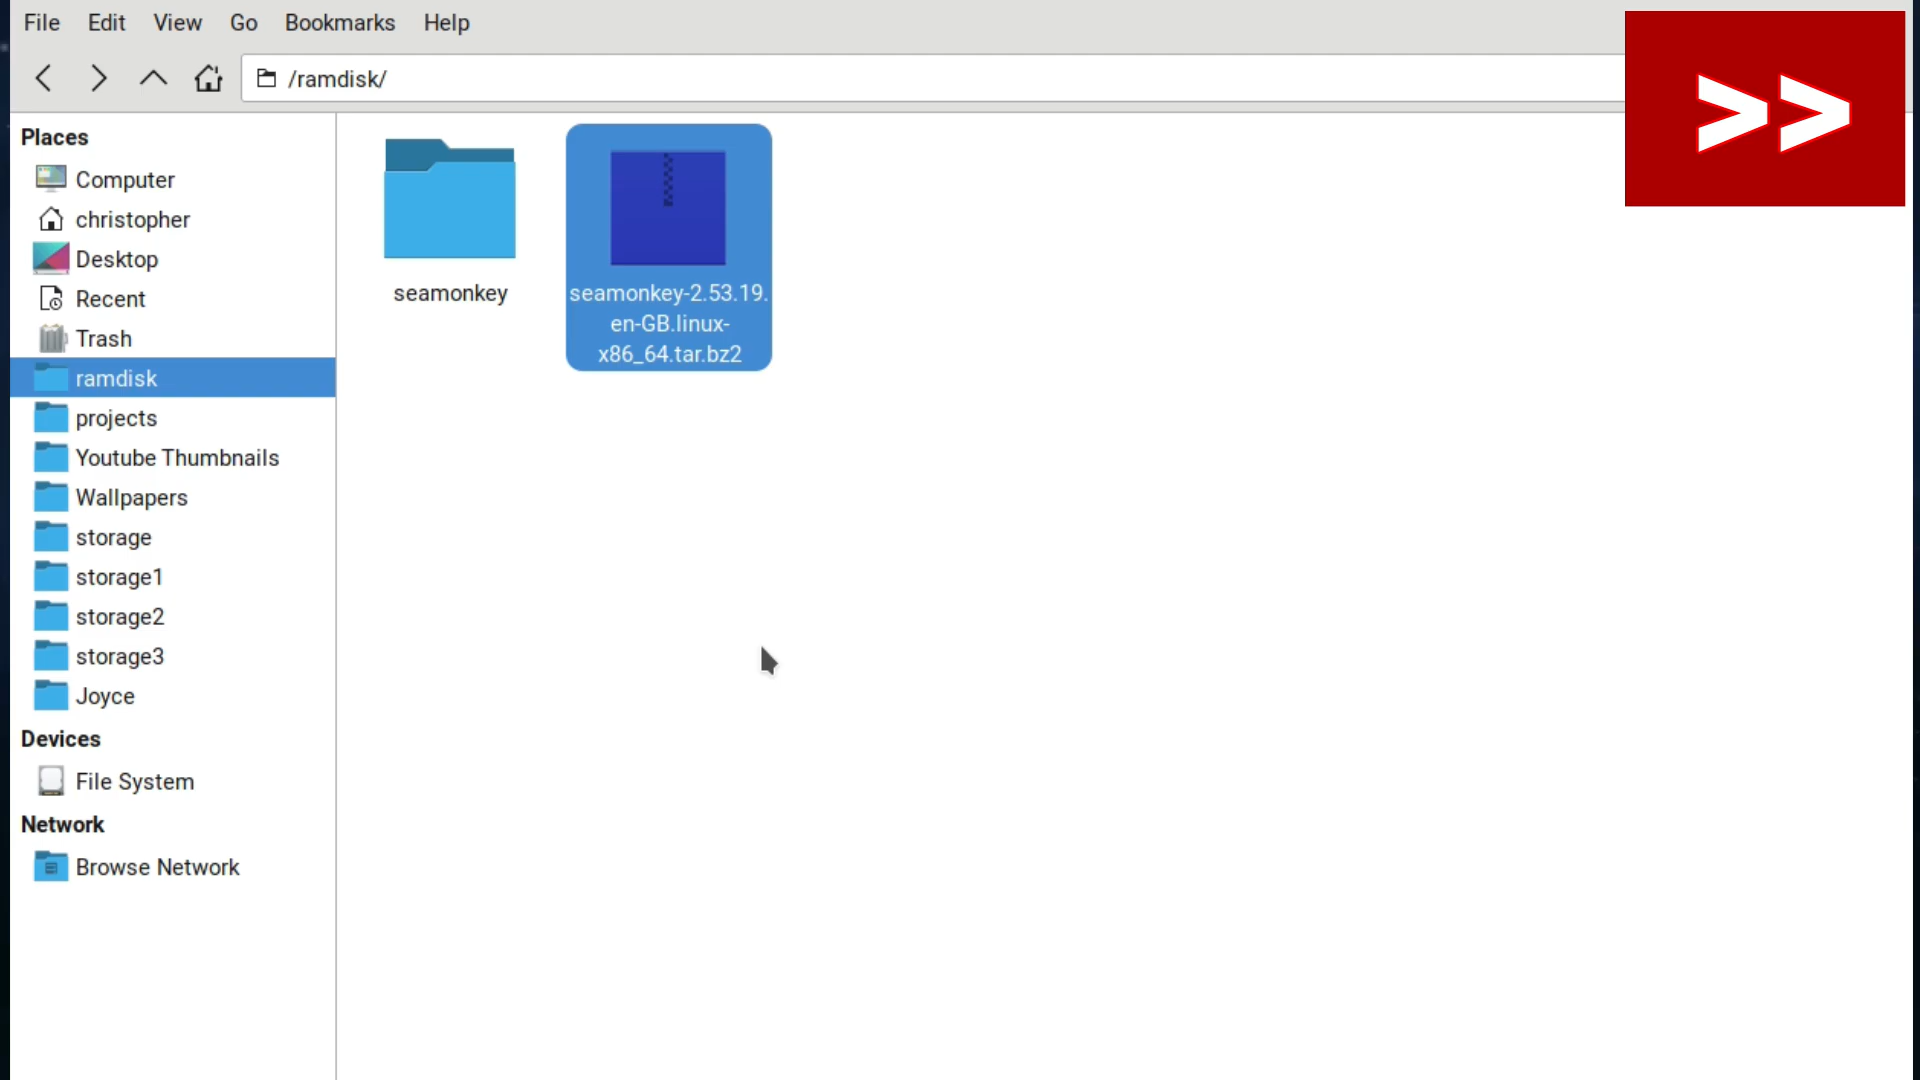 File Edit View Go Bookmarks Help
/ramdisk/
>>
Places
Computer
christopher
Desktop
Recent
Trash
ramdisk
projects
Youtube Thumbnails
Wallpapers
storage
storage1
storage2
storage3
Joyce
Devices
File System
Network
Browse Network
seamonkey
seamonkey-2.53.19.
en-GB.linux-
x86_64.tar.bz2